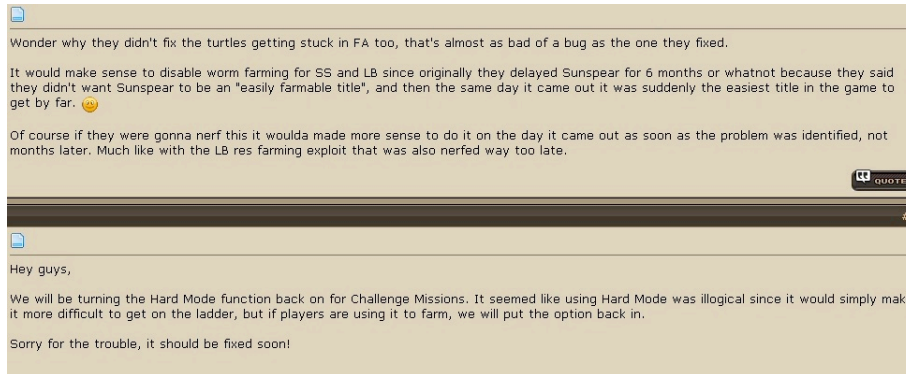 Wonder why they didn't fix the turtles getting stuck in FA too, that's almost as bad of a bug as the one they fixed.
It would make sense to disable worm farming for SS and LB since originally they delayed Sunspear for 6 months or whatnot because they said
they didn't want Sunspear to be an "easily farmable title", and then the same day it came out it was suddenly the easiest title in the game to
get by far.
Of course if they were gonna nerf this it woulda made more sense to do it on the day it came out as soon as the problem was identified, not
months later. Much like with the LB res farming exploit that was also nerfed way too late.
QUOTE
#
Hey guys,
We will be turning the Hard Mode function back on for Challenge Missions. It seemed like using Hard Mode was illogical since it would simply mak
it more difficult to get on the ladder, but if players are using it to farm, we will put the option back in.
Sorry for the trouble, it should be fixed soon!